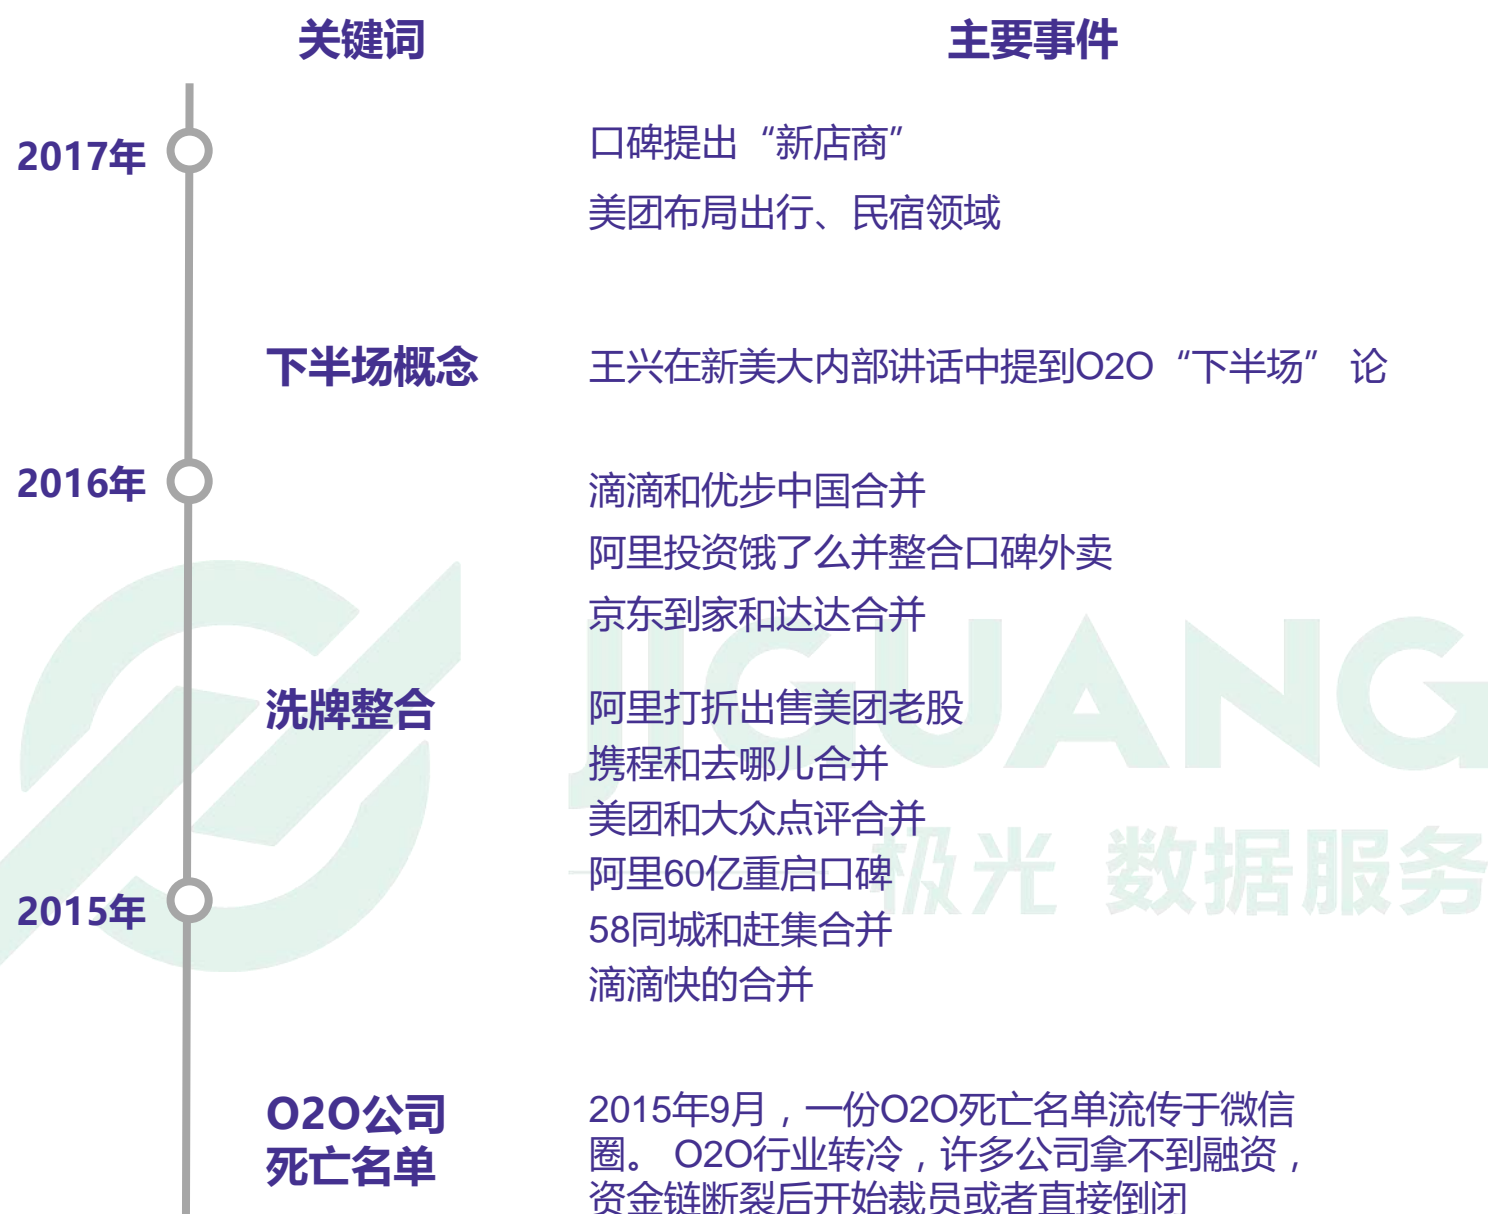 关键词 主要事件
2017年
口碑提出“新店商”
美团布局出行、民宿领域
下半场概念 王兴在新美大内部讲话中提到O2O“下半场” 论
2016年
滴滴和优步中国合并
阿里投资饿了么并整合口碑外卖
京东到家和达达合并
洗牌整合
阿里打折出售美团老股
携程和去哪儿合并
美团和大众点评合并
阿里60亿重启口碑
2015年
58同城和赶集合并
滴滴快的合并
O2O公司
死亡名单
2015年9月，一份O2O死亡名单流传于微信
圈。 O2O行业转冷，许多公司拿不到融资，
资金链断裂后开始裁员或者直接倒闭
JIGUANG
极光 数据服务